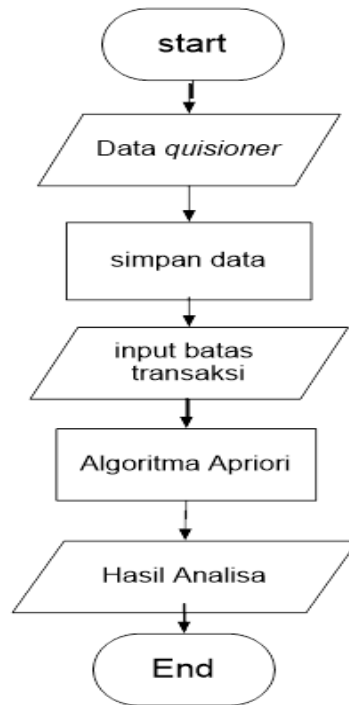 start
Data quisioner
simpan data
input batas
transaksi
Algoritma Apriori
Hasil Analisa
End